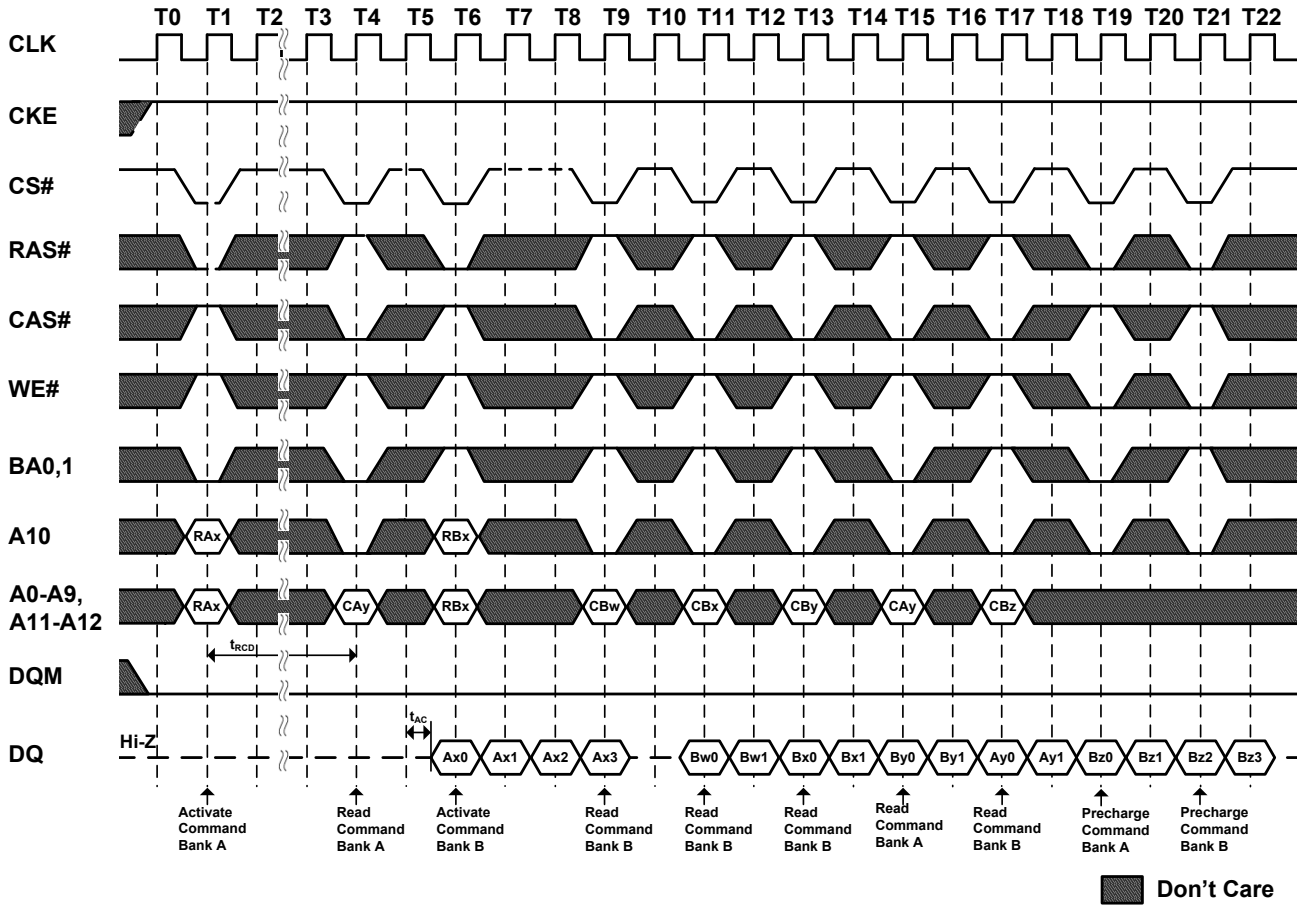 T0 T1 T2 T3 T4 T5 T6 T7 T8 T9 T10 T11 T12 T13 T14 T15 T16 T17 T18 T19 T20 T21 T22
CLK
CKE
CS#
RAS#
CAS#
WE#
BA0,1
A10
RAx RBx
A0-A9,
A11-A12
RAx CAy RBx CBw CBx CBy CAy CBz
tRCD
DQM
tAC
DQ
Hi-Z
Ax0 Ax1 Ax2 Ax3 Bw0 Bw1 Bx0 Bx1 By0 By1 Ay0 Ay1 Bz0 Bz1 Bz2 Bz3
Activate
Command
Bank A
Read
Command
Bank A
Activate
Command
Bank B
Read
Command
Bank B
Read
Command
Bank B
Read
Command
Bank B
Read
Command
Bank A
Read
Command
Bank B
Precharge
Command
Bank A
Precharge
Command
Bank B
Don't Care